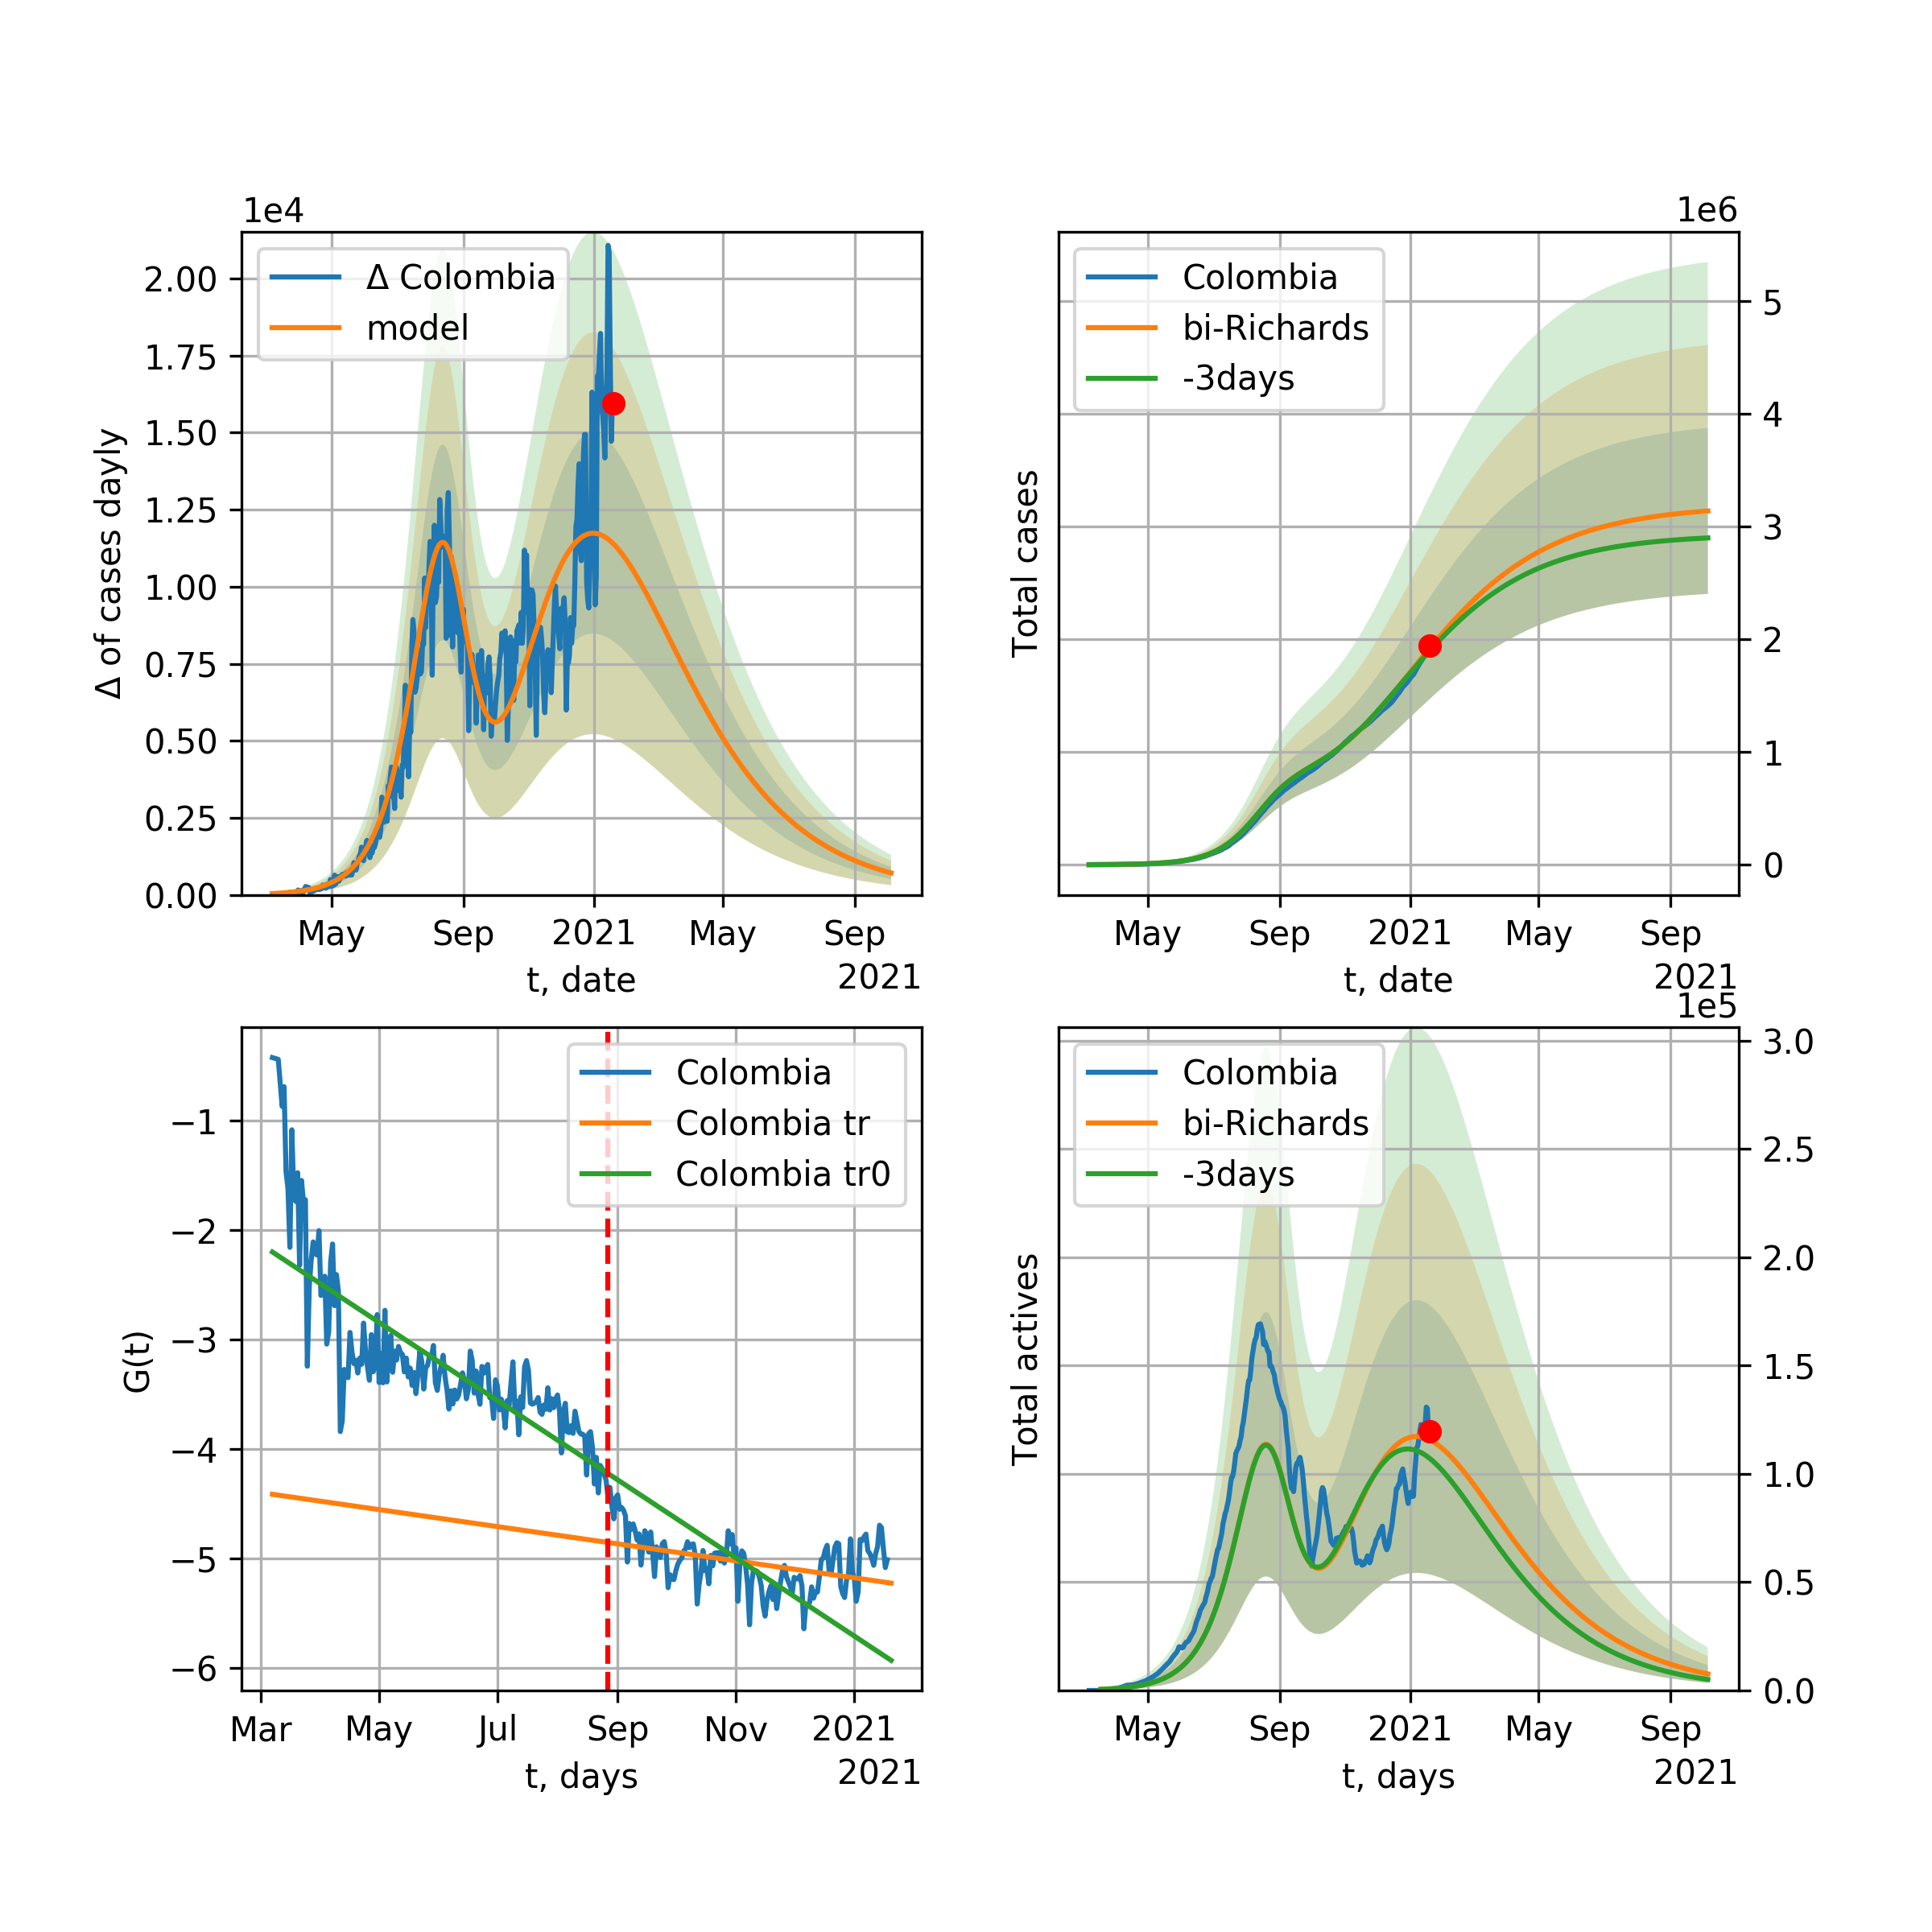 1e4
Δ Colombia
model
2.00
1.75
1.50
1.25
1.00
0.75
0.50
0.25
0.00
Δ of cases dayly
May Sep 2021 May Sep
t, date
2021
1e6
Colombia
bi-Richards
-3days
5
4
3
2
1
0
Total cases
May Sep 2021 May Sep
t, date
2021
Colombia
Colombia tr
Colombia tr0
−1
−2
−3
−4
−5
−6
G(t)
Mar May Jul Sep Nov 2021
t, days
2021
1e5
Colombia
bi-Richards
-3days
3.0
2.5
2.0
1.5
1.0
0.5
0.0
Total actives
May Sep 2021 May Sep
t, days
2021